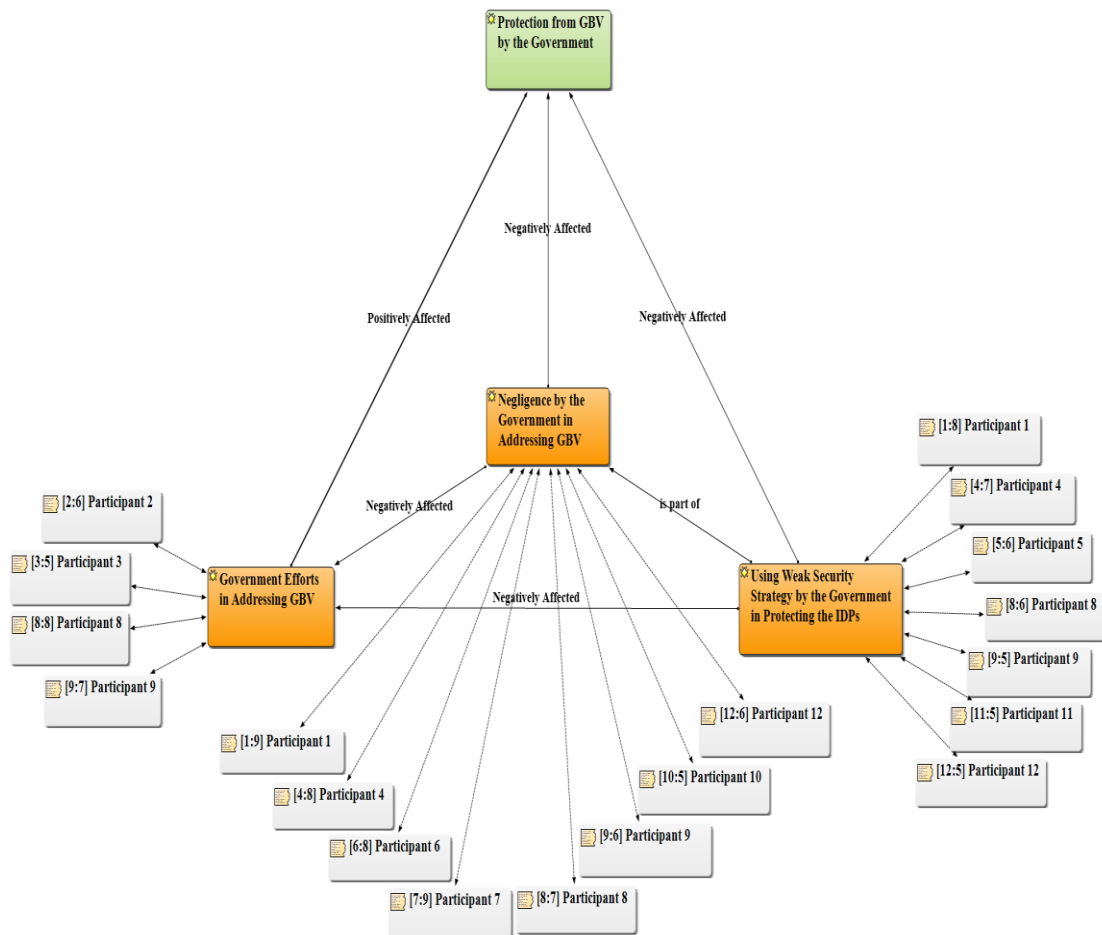 Protection from GBV
by the Government
Negatively Affected
Positively Affected
Negatively Affected
Negligence by the
Government in
Addressing GBV
[1:8] Participant 1
[4:7] Participant 4
[2:6] Participant 2
Negatively Affected
is part of
[5:6] Participant 5
[3:5] Participant 3
Government Efforts
in Addressing GBV
Negatively Affected
Using Weak Security
Strategy by the Government
in Protecting the IDPs
[8:6] Participant 8
[8:8] Participant 8
[9:5] Participant 9
[9:7] Participant 9
[11:5] Participant 11
[12:6] Participant 12
[1:9] Participant 1
[12:5] Participant 12
[10:5] Participant 10
[4:8] Participant 4
[9:6] Participant 9
[6:8] Participant 6
[7:9] Participant 7
[8:7] Participant 8